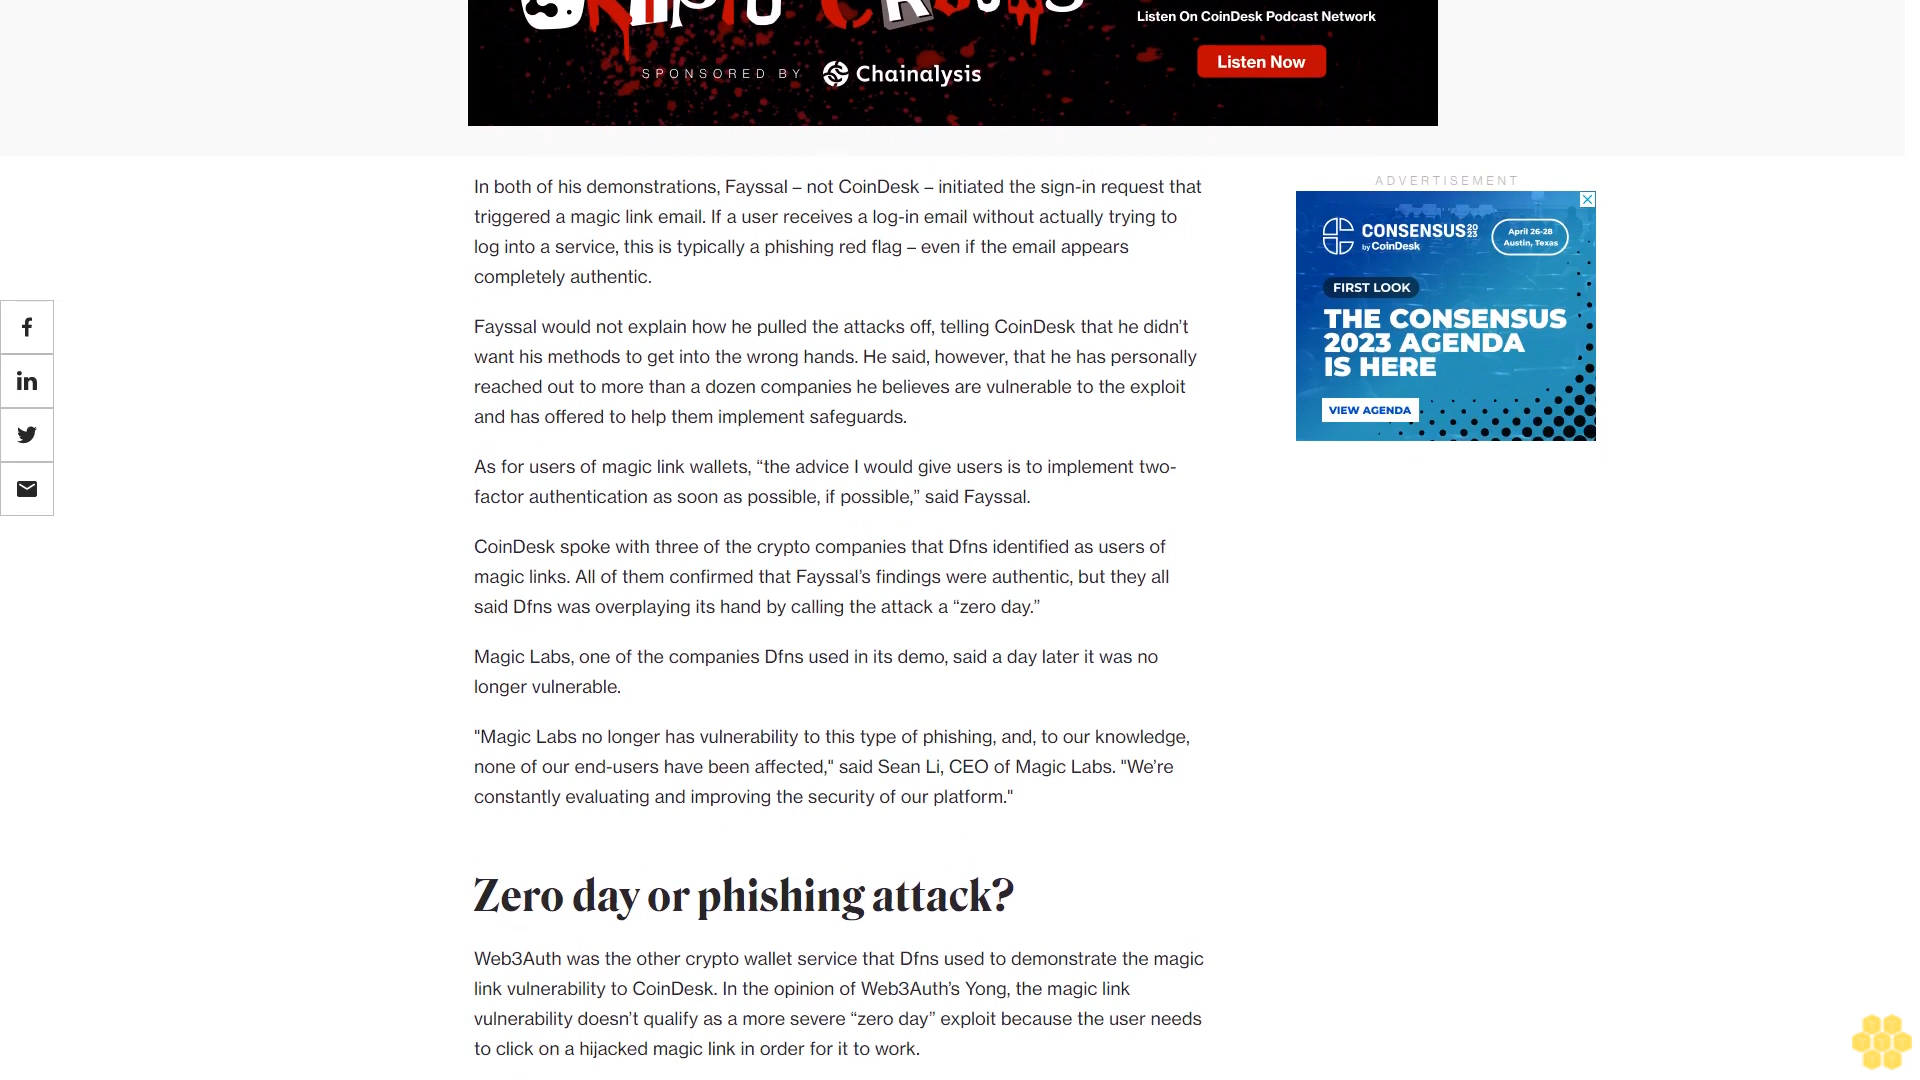 Listen On CoinDesk Podcast Network
SPONSORED BY Chainalysis
Listen Now
In both of his demonstrations, Fayssal – not CoinDesk – initiated the sign-in request that
triggered a magic link email. If a user receives a log-in email without actually trying to
log into a service, this is typically a phishing red flag – even if the email appears
completely authentic.
Fayssal would not explain how he pulled the attacks off, telling CoinDesk that he didn’t
want his methods to get into the wrong hands. He said, however, that he has personally
reached out to more than a dozen companies he believes are vulnerable to the exploit
and has offered to help them implement safeguards.
As for users of magic link wallets, “the advice I would give users is to implement two-
factor authentication as soon as possible, if possible,” said Fayssal.
CoinDesk spoke with three of the crypto companies that Dfns identified as users of
magic links. All of them confirmed that Fayssal’s findings were authentic, but they all
said Dfns was overplaying its hand by calling the attack a “zero day.”
Magic Labs, one of the companies Dfns used in its demo, said a day later it was no
longer vulnerable.
"Magic Labs no longer has vulnerability to this type of phishing, and, to our knowledge,
none of our end-users have been affected," said Sean Li, CEO of Magic Labs. "We’re
constantly evaluating and improving the security of our platform."
Zero day or phishing attack?
Web3Auth was the other crypto wallet service that Dfns used to demonstrate the magic
link vulnerability to CoinDesk. In the opinion of Web3Auth’s Yong, the magic link
vulnerability doesn’t qualify as a more severe “zero day” exploit because the user needs
to click on a hijacked magic link in order for it to work.
ADVERTISEMENT
CONSENSUS 2023
by CoinDesk
April 26-28
Austin, Texas
FIRST LOOK
THE CONSENSUS
2023 AGENDA
IS HERE
VIEW AGENDA
f
in